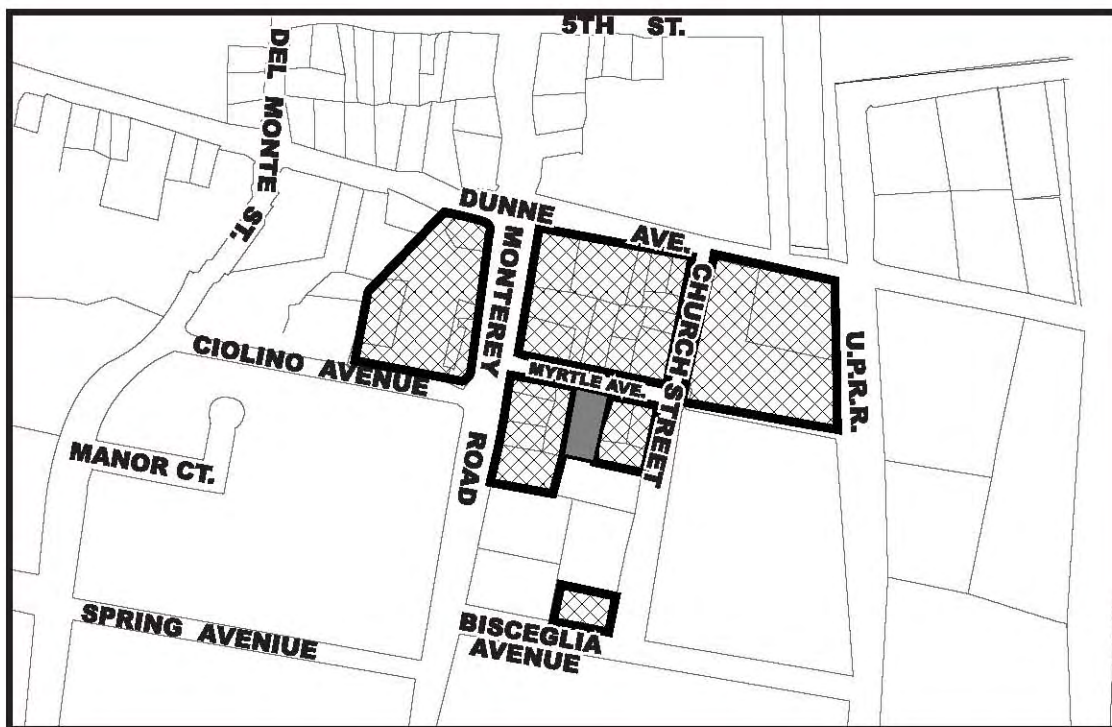 5TH ST.
DEL MONTE ST.
DUNNE AVE.
MONTEREY ROAD
CHURCH STREET
CIOLINO AVENUE
MYRTLE AVE.
U.P.R.R.
MANOR CT.
SPRING AVENIUE
BISCEGLIA
AVENUE